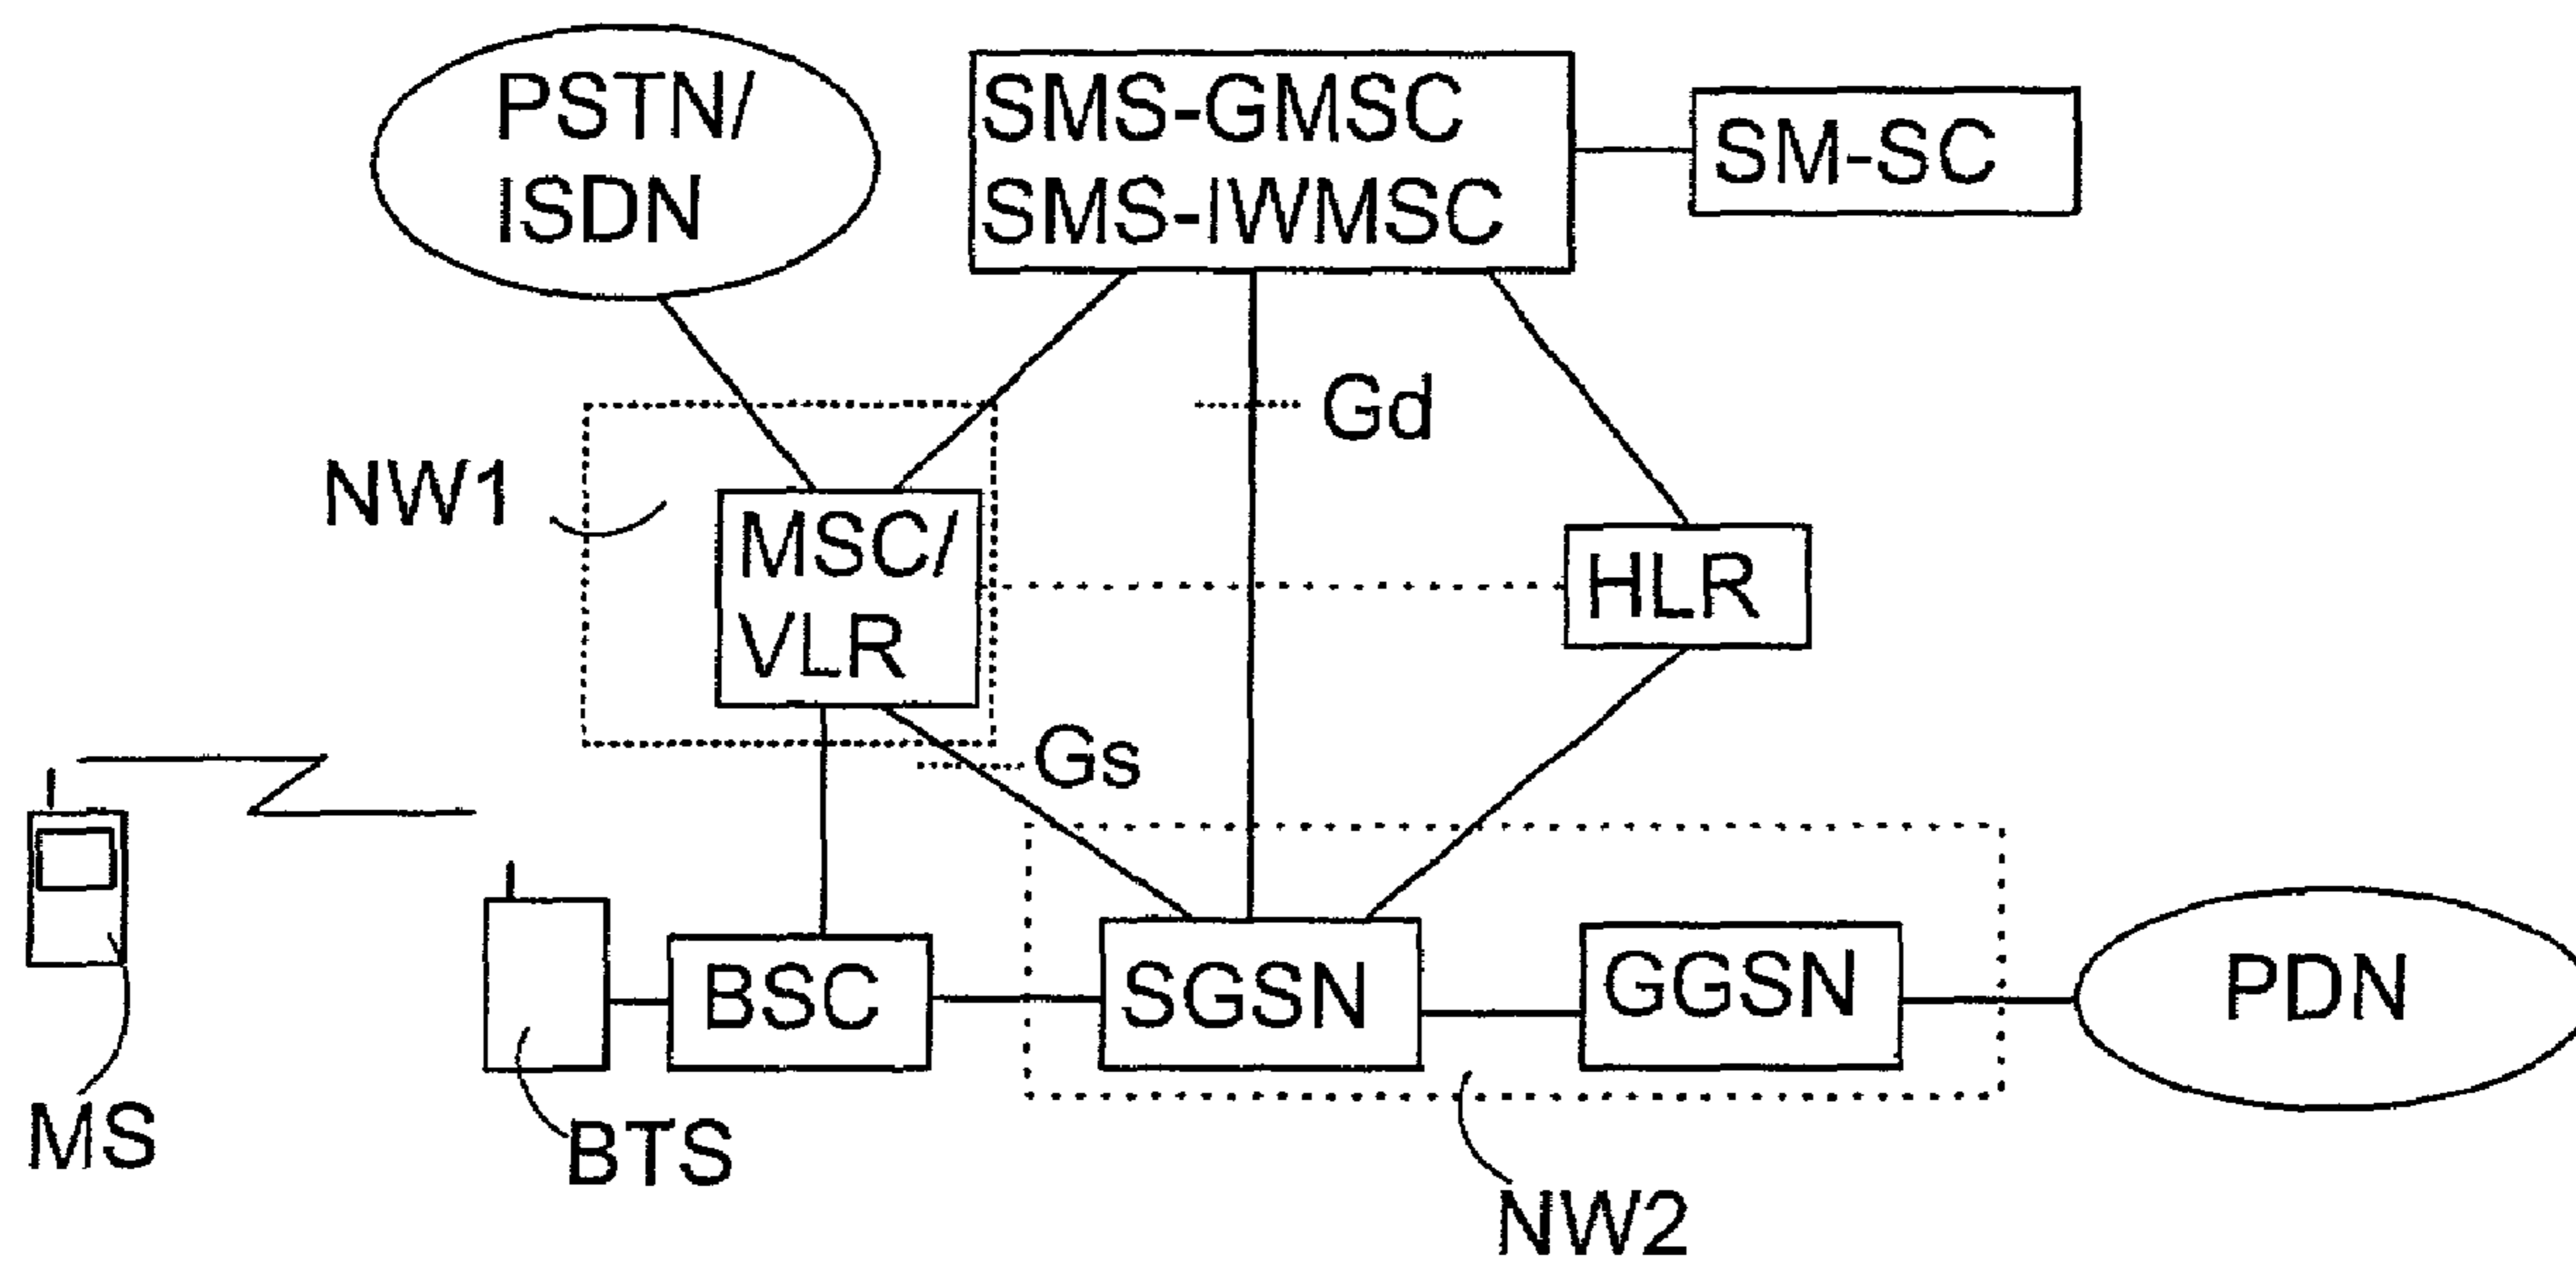 PSTN/
ISDN
SMS-GMSC
SMS-IWMSC
SM-SC
Gd
NW1
MSC/
VLR
HLR
Gs
BSC
SGSN
GGSN
PDN
MS
BTS
NW2